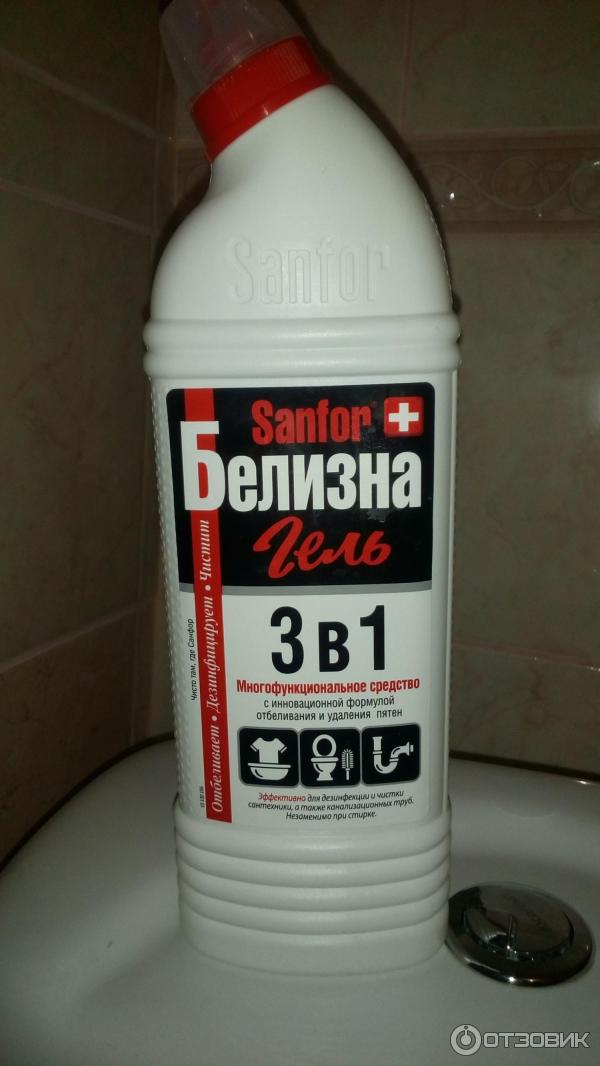 Sanfor
Sanfor
Белизна
Гель
3 в 1
Многофункциональное средство
с инновационной формулой
отбеливания и удаления пятен
Эффективно для дезинфекции и чистки
сантехники, а также канализационных труб.
Незаменимо при стирке.
Отбеливает • Дезинфицирует • Чистит
Чисто там, где Санфор
ОТЗОВИК